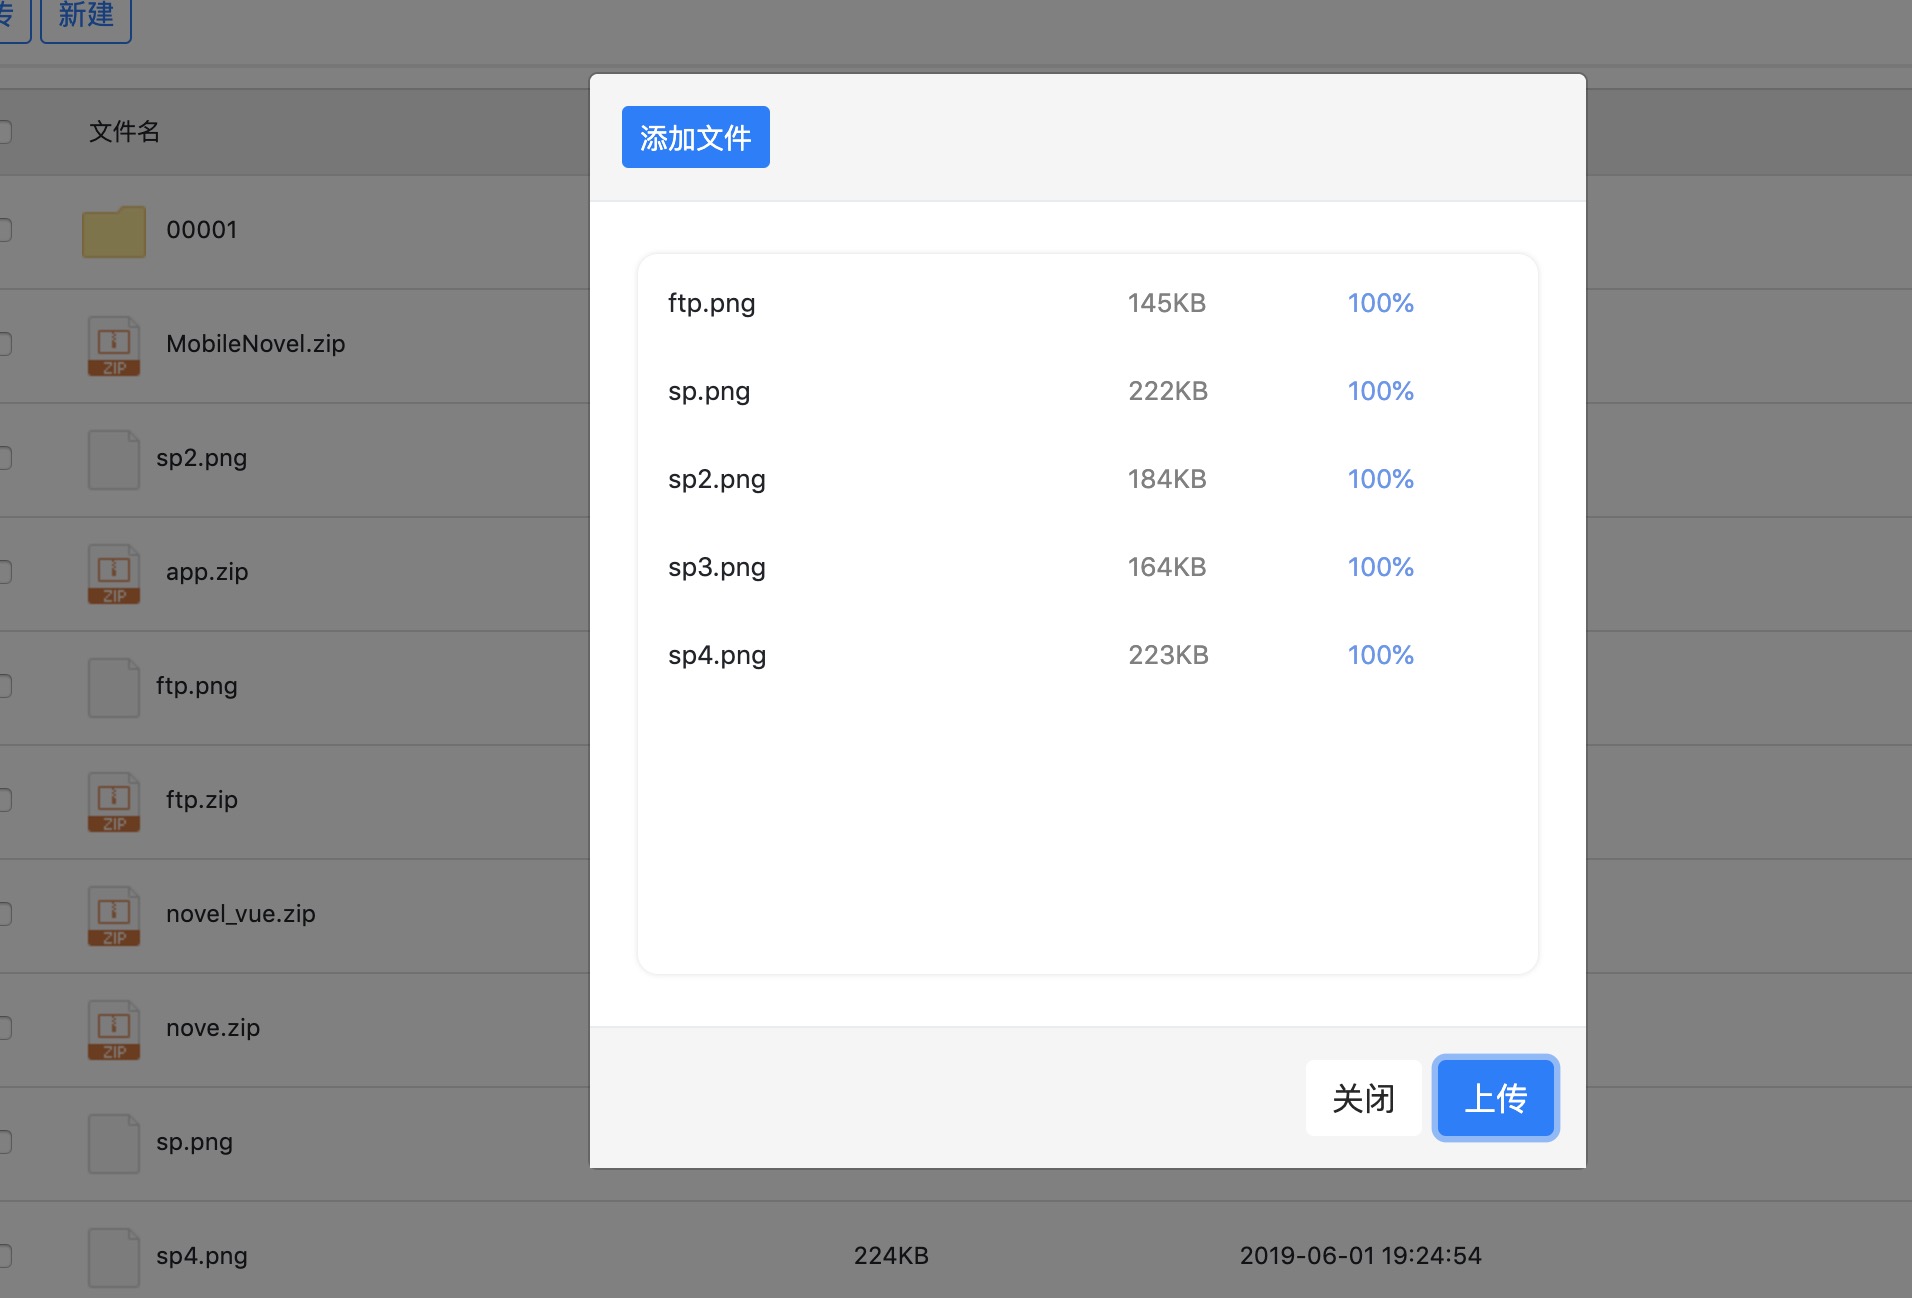 传 新建
添加文件
文件名
00001
MobileNovel.zip
ZIP
sp2.png
app.zip
ZIP
ftp.png
ftp.zip
ZIP
novel_vue.zip
ZIP
nove.zip
ZIP
sp.png
sp4.png 224KB 2019-06-01 19:24:54
ftp.png 145KB 100%
sp.png 222KB 100%
sp2.png 184KB 100%
sp3.png 164KB 100%
sp4.png 223KB 100%
关闭 上传